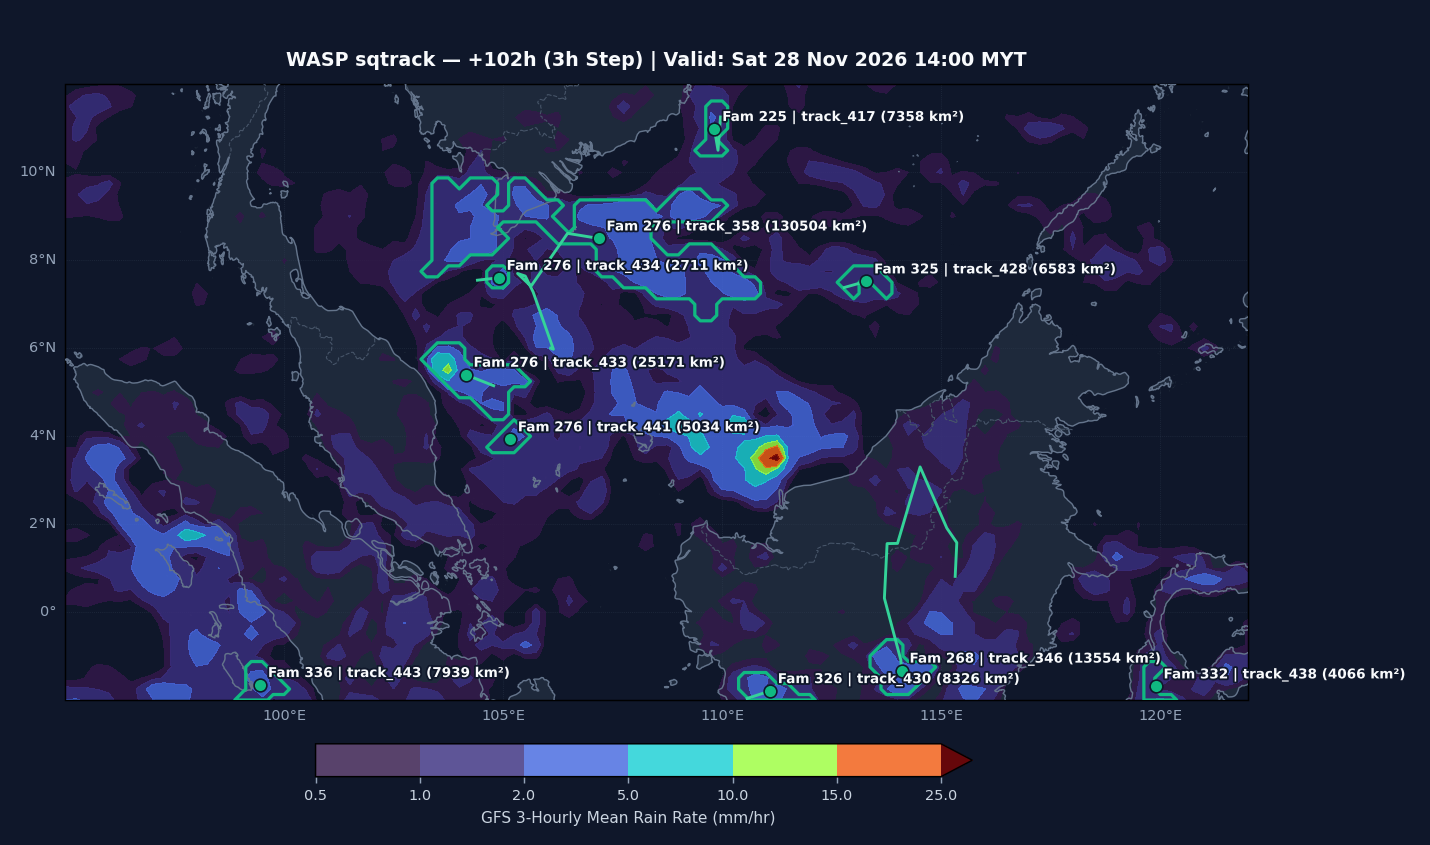 WASP sqtrack — +102h (3h Step) | Valid: Sat 28 Nov 2026 14:00 MYT
Fam 225 | track_417 (7358 km²)
10°N
Fam 276 | track_358 (130504 km²)
8°N
Fam 276 | track_434 (2711 km²)
Fam 325 | track_428 (6583 km²)
6°N
Fam 276 | track_433 (25171 km²)
4°N
Fam 276 | track_441 (5034 km²)
2°N
0°
Fam 268 | track_346 (13554 km²)
Fam 336 | track_443 (7939 km²)
Fam 326 | track_430 (8326 km²)
Fam 332 | track_438 (4066 km²)
100°E 105°E 110°E 115°E 120°E
0.5 1.0 2.0 5.0 10.0 15.0 25.0
GFS 3-Hourly Mean Rain Rate (mm/hr)